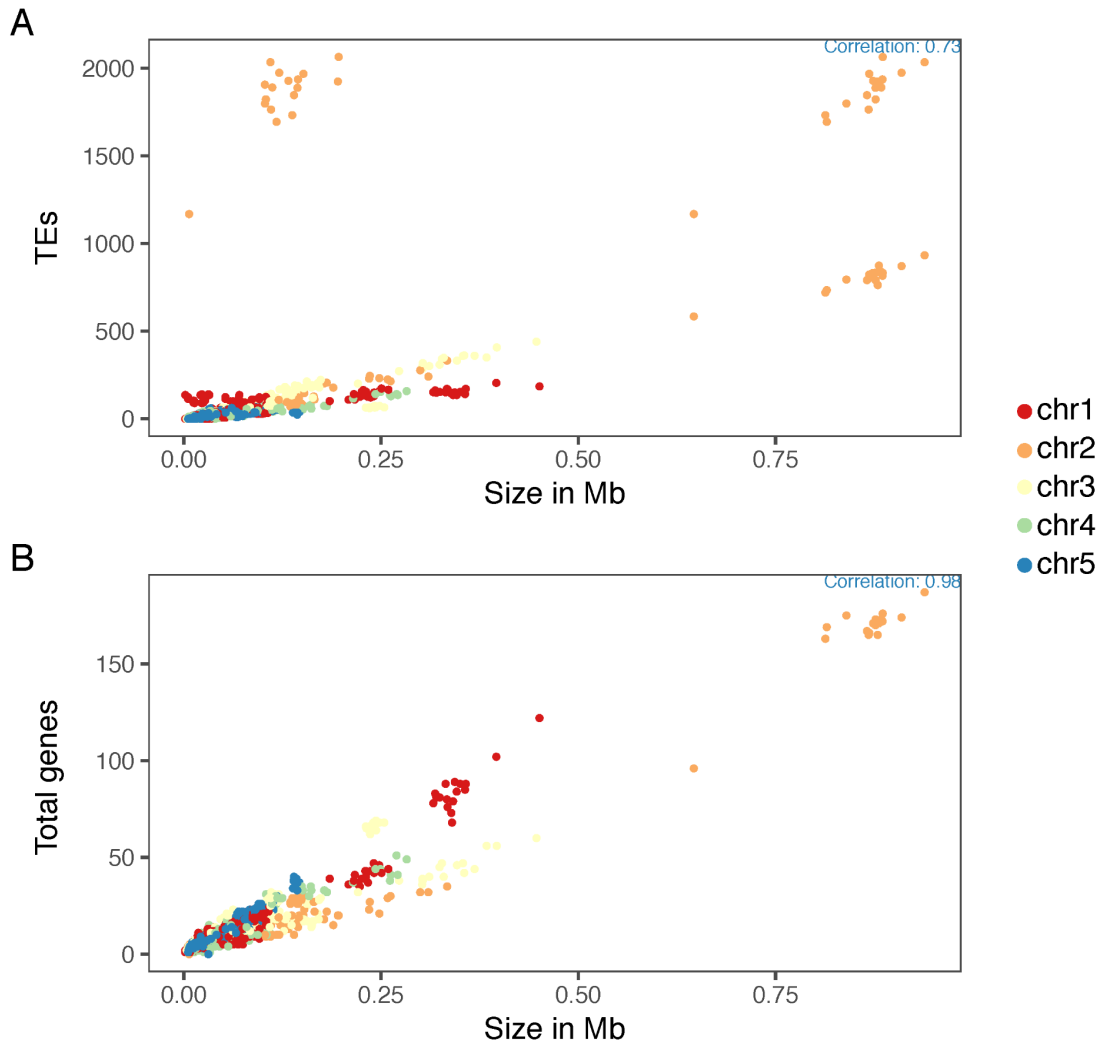 A
Correlation: 0.73
2000
1500
1000
500
0
TEs
0.00 0.25 0.50 0.75
Size in Mb
chr1
chr2
chr3
chr4
chr5
B
Correlation: 0.98
150
100
50
0
Total genes
0.00 0.25 0.50 0.75
Size in Mb